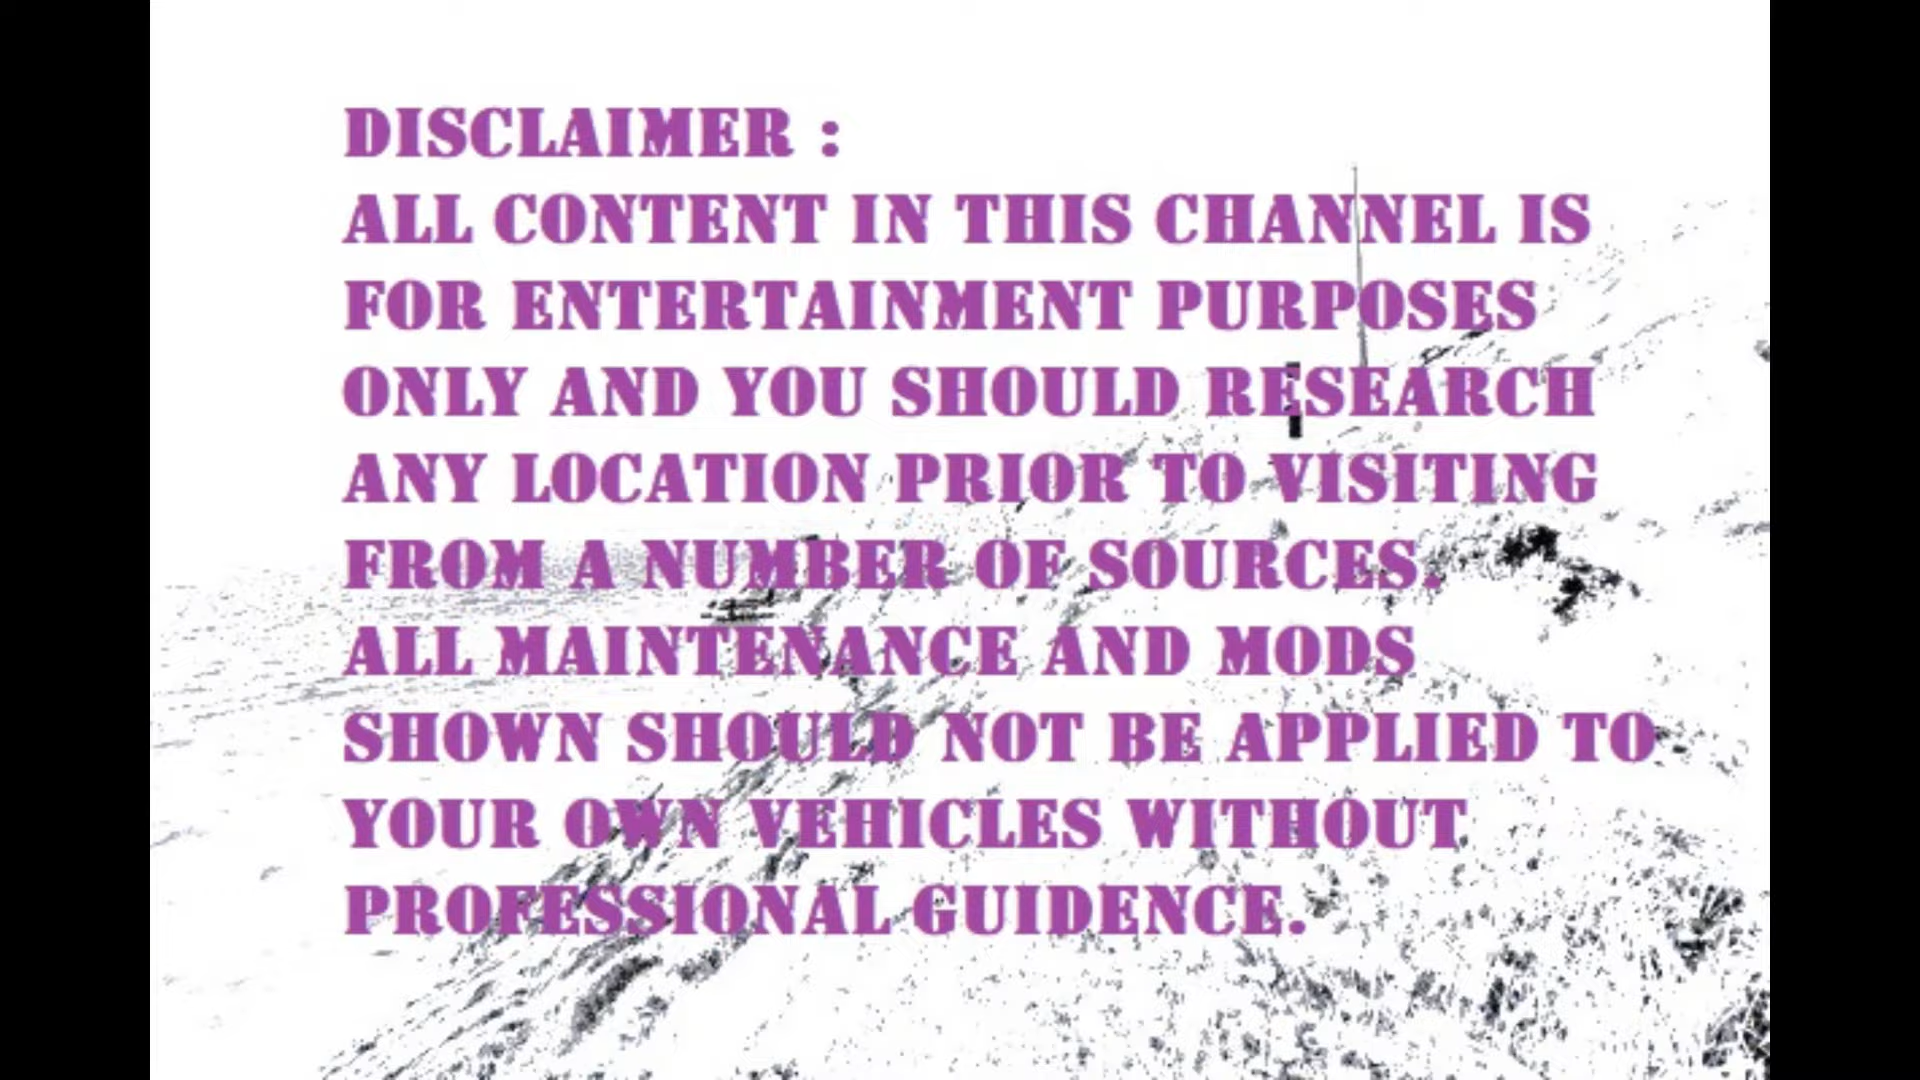 DISCLAIMER :
ALL CONTENT IN THIS CHANNEL IS
FOR ENTERTAINMENT PURPOSES
ONLY AND YOU SHOULD RESEARCH
ANY LOCATION PRIOR TO VISITING
FROM A NUMBER OF SOURCES.
ALL MAINTENANCE AND MODS
SHOWN SHOULD NOT BE APPLIED TO
YOUR OWN VEHICLES WITHOUT
PROFESSIONAL GUIDENCE.